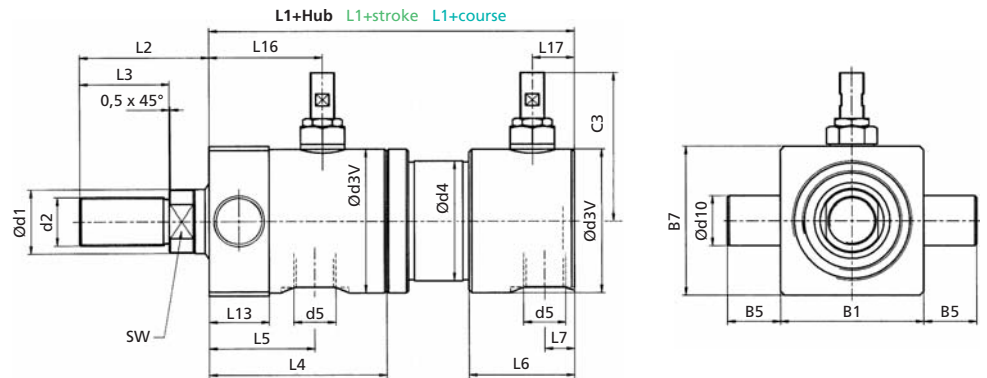 L1+Hub L1+stroke L1+course
L2 L16 L17
L3
0,5 x 45°
C3
Ød1
d2
Ød3V
Ød4
Ød3V
B7
Ød10
SW
L13 d5 d5
L5 L7
L4 L6
B5 B1 B5